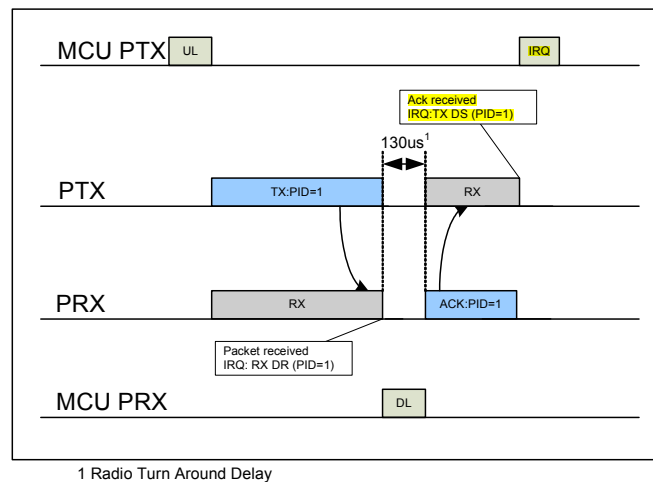 MCU PTX
UL
IRQ
Ack received
IRQ:TX DS (PID=1)
130us1
PTX
TX:PID=1
RX
PRX
RX
ACK:PID=1
Packet received
IRQ: RX DR (PID=1)
MCU PRX
DL
1 Radio Turn Around Delay